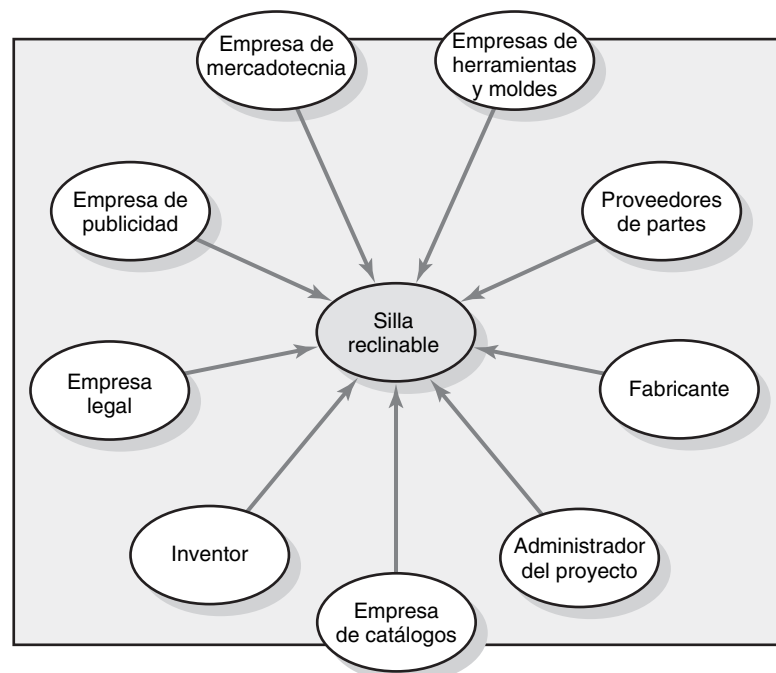 Empresa de
mercadotecnia
Empresas de
herramientas
y moldes
Empresa de
publicidad
Proveedores
de partes
Silla
reclinable
Empresa
legal
Fabricante
Inventor
Administrador
del proyecto
Empresa
de catálogos